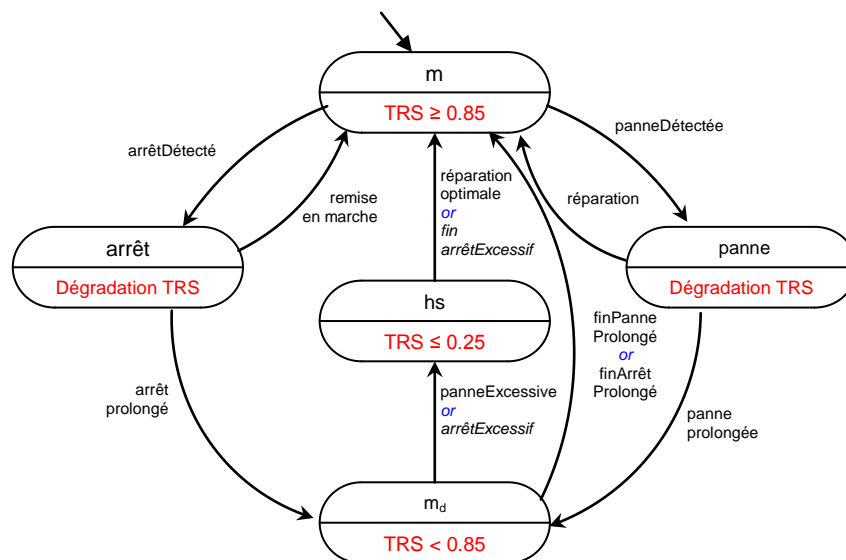 m
TRS ≥ 0.85
arrêtDétecté
panneDétectée
remise
en marche
réparation
optimale
or
fin
arrêtExcessif
réparation
arrêt
Dégradation TRS
panne
Dégradation TRS
hs
TRS ≤ 0.25
finPanne
Prolongé
or
finArrêt
Prolongé
arrêt
prolongé
panneExcessive
or
arrêtExcessif
panne
prolongée
m_d
TRS < 0.85